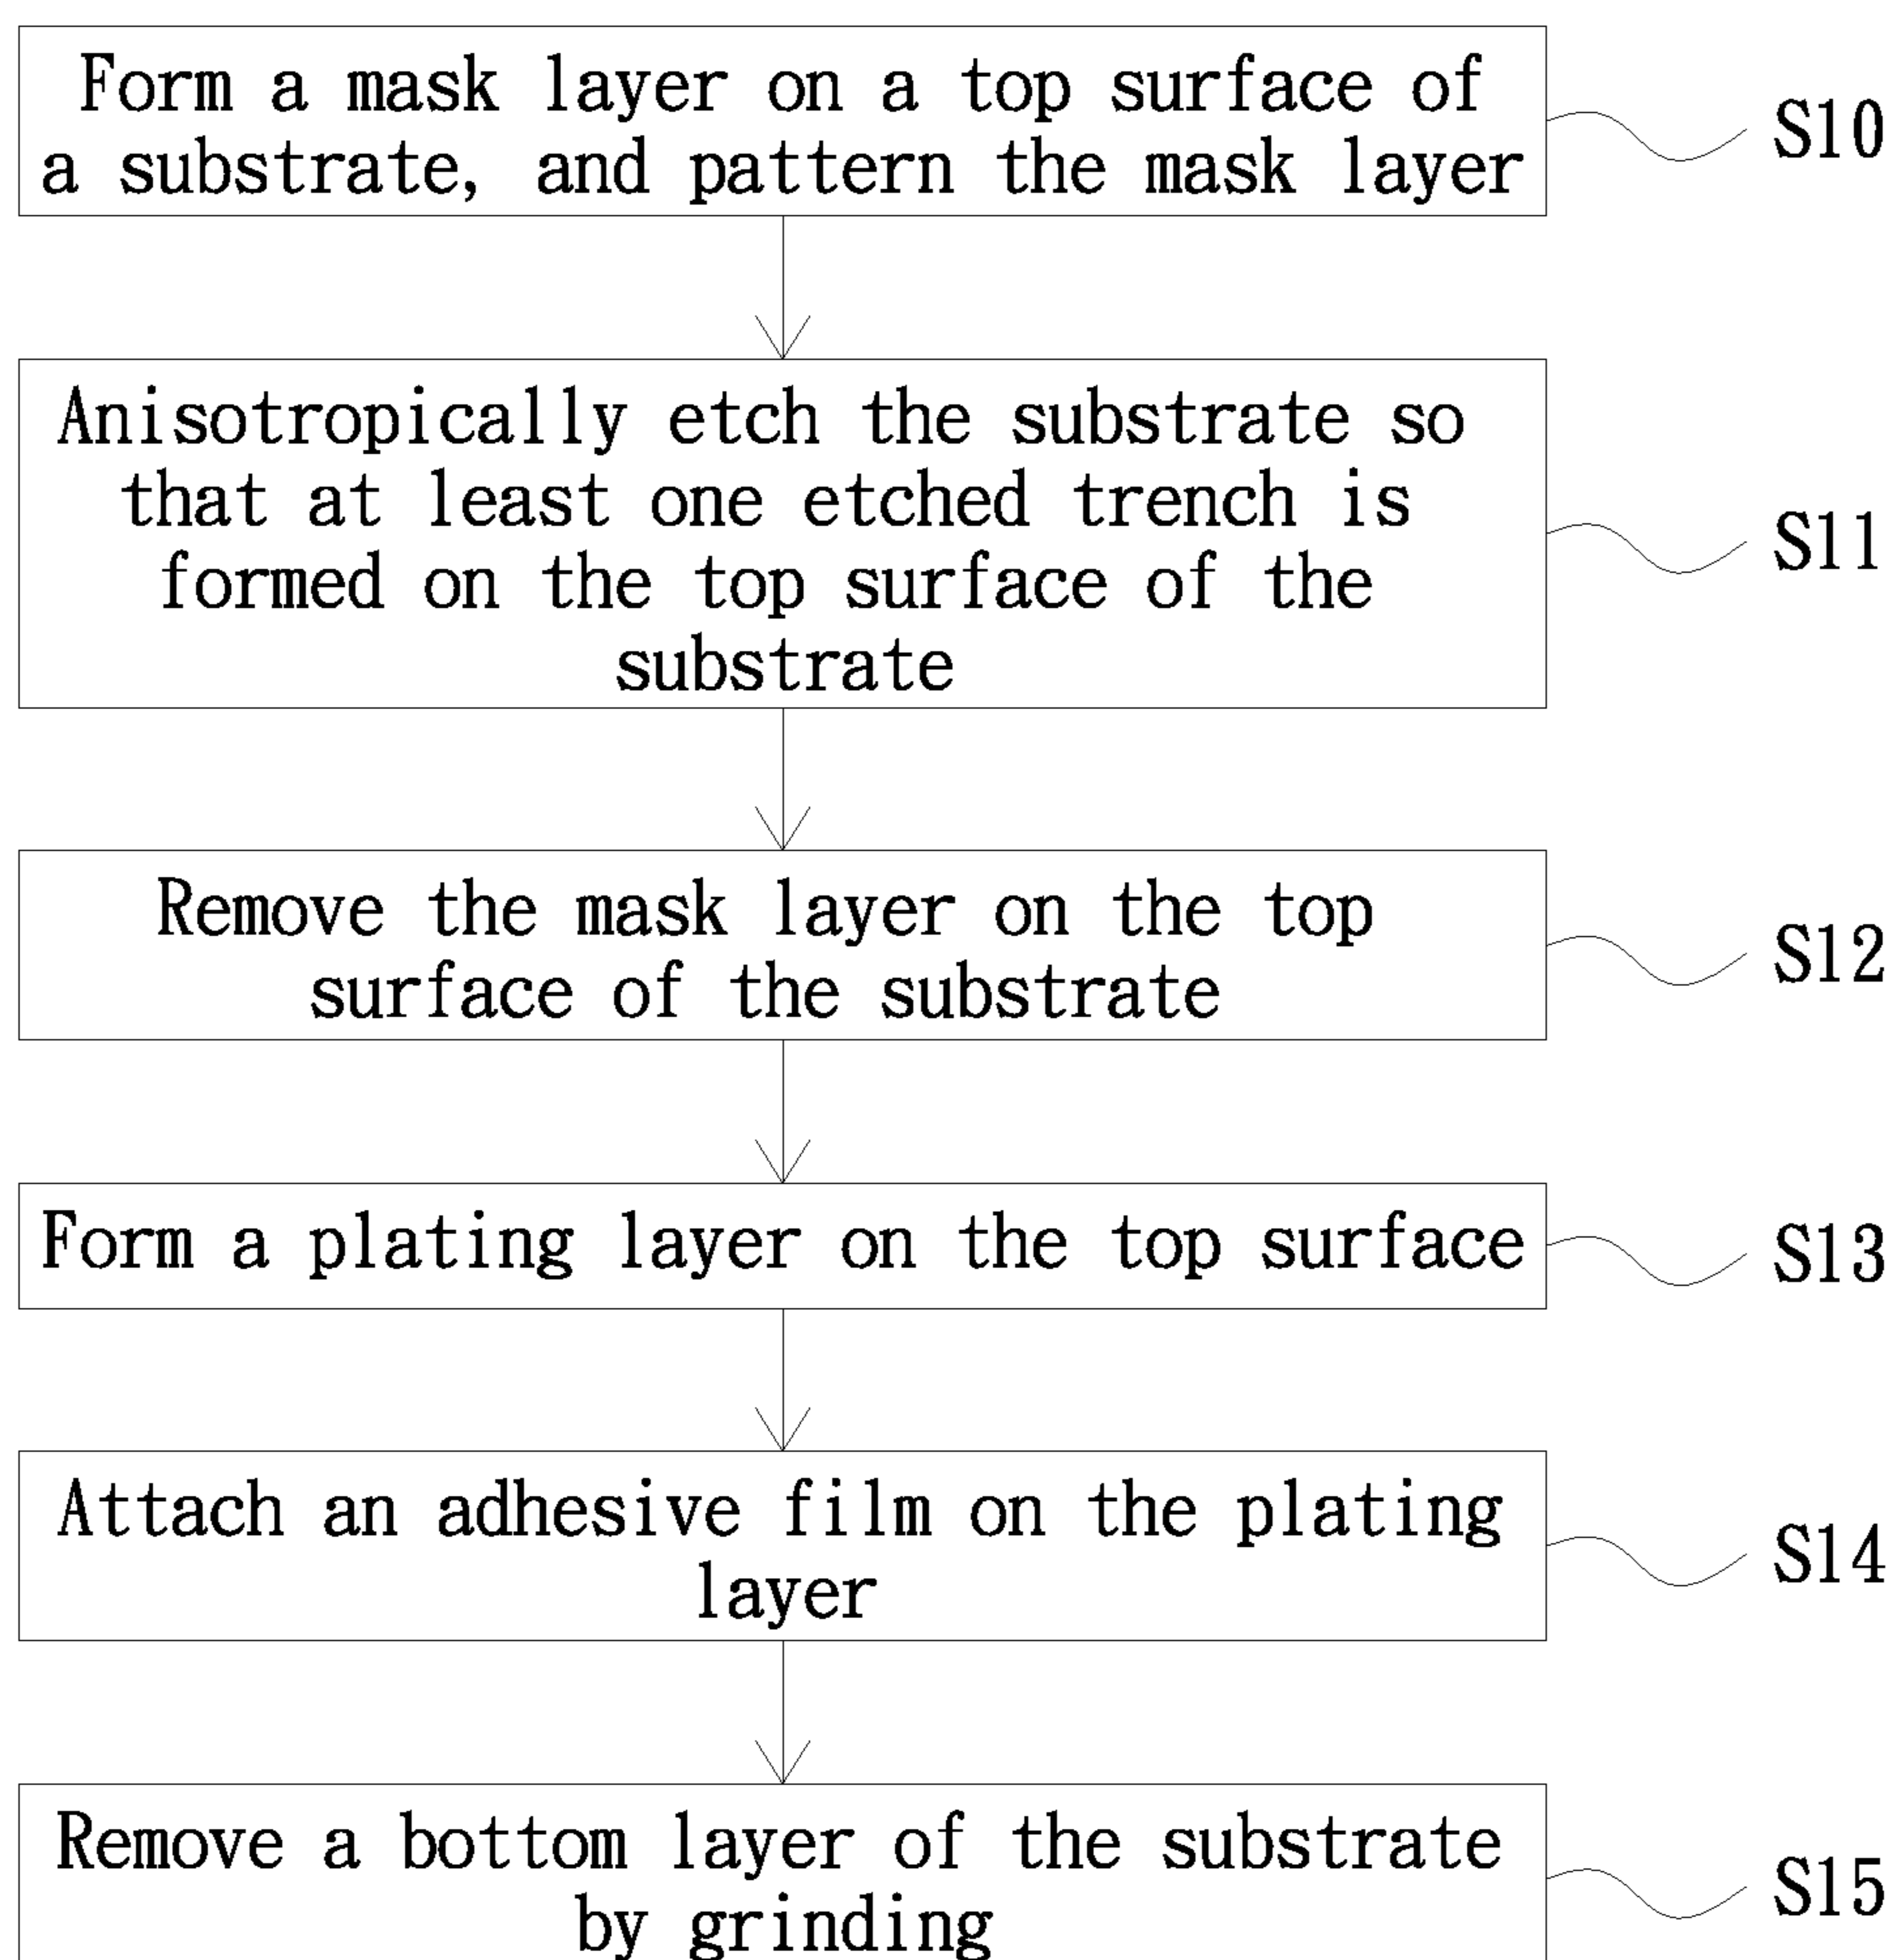 Form a mask layer on a top surface of
a substrate, and pattern the mask layer
S10
Anisotropically etch the substrate so
that at least one etched trench is
formed on the top surface of the
substrate
S11
Remove the mask layer on the top
surface of the substrate
S12
Form a plating layer on the top surface
S13
Attach an adhesive film on the plating
layer
S14
Remove a bottom layer of the substrate
by grinding
S15